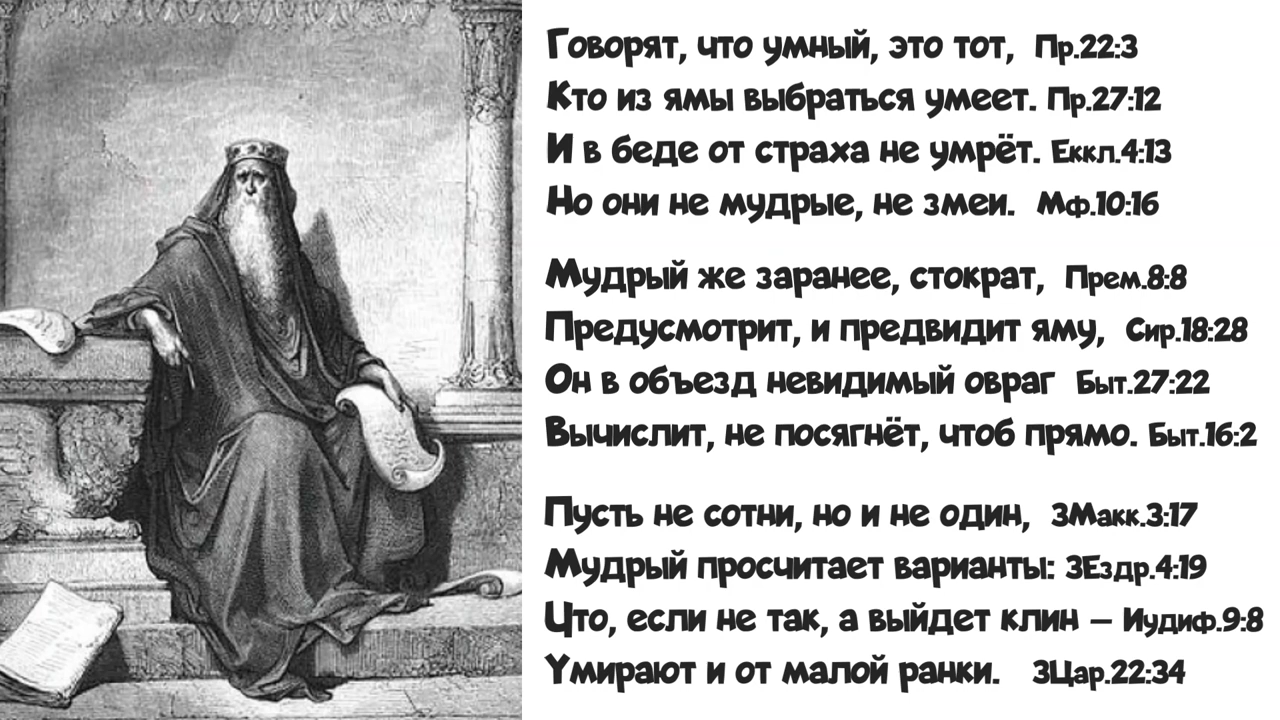 Говорят, что умный, это тот, Пр.22:3
Кто из ямы выбраться умеет. Пр.27:12
И в беде от страха не умрёт. Еккл.4:13
Но они не мудрые, не змеи. Мф.10:16
Мудрый же заранее, стократ, Прем.8:8
Предусмотрит, и предвидит яму, Сир.18:28
Он в объезд невидимый овраг Быт.27:22
Вычислит, не посягнёт, чтоб прямо. Быт.16:2
Пусть не сотни, но и не один, 3Макк.3:17
Мудрый просчитает варианты: 3Ездр.4:19
Что, если не так, а выйдет клин – Иудиф.9:8
Умирают и от малой ранки. 3Цар.22:34